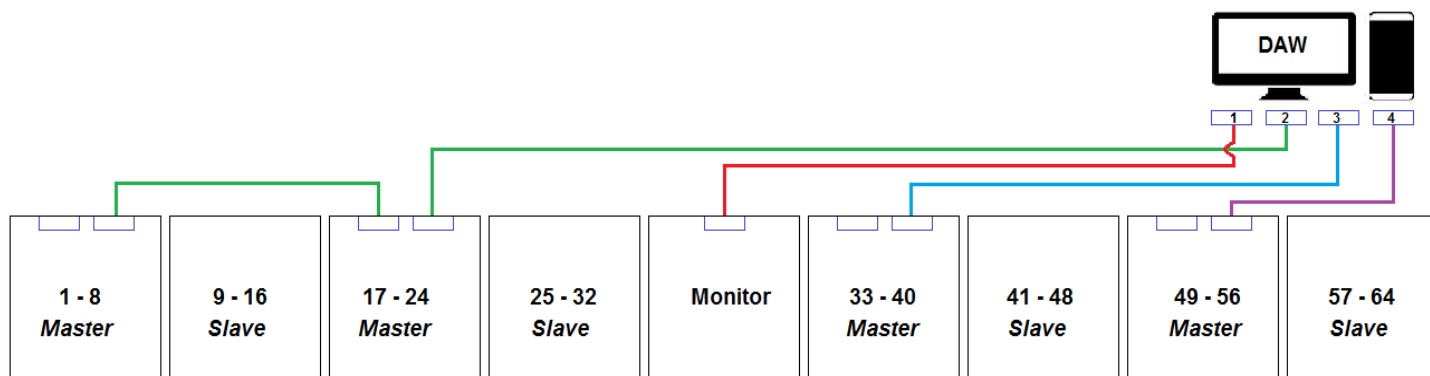 DAW
1 2 3 4
1 - 8 9 - 16 17 - 24 25 - 32 Monitor 33 - 40 41 - 48 49 - 56 57 - 64
Master Slave Master Slave Master Slave Master Slave